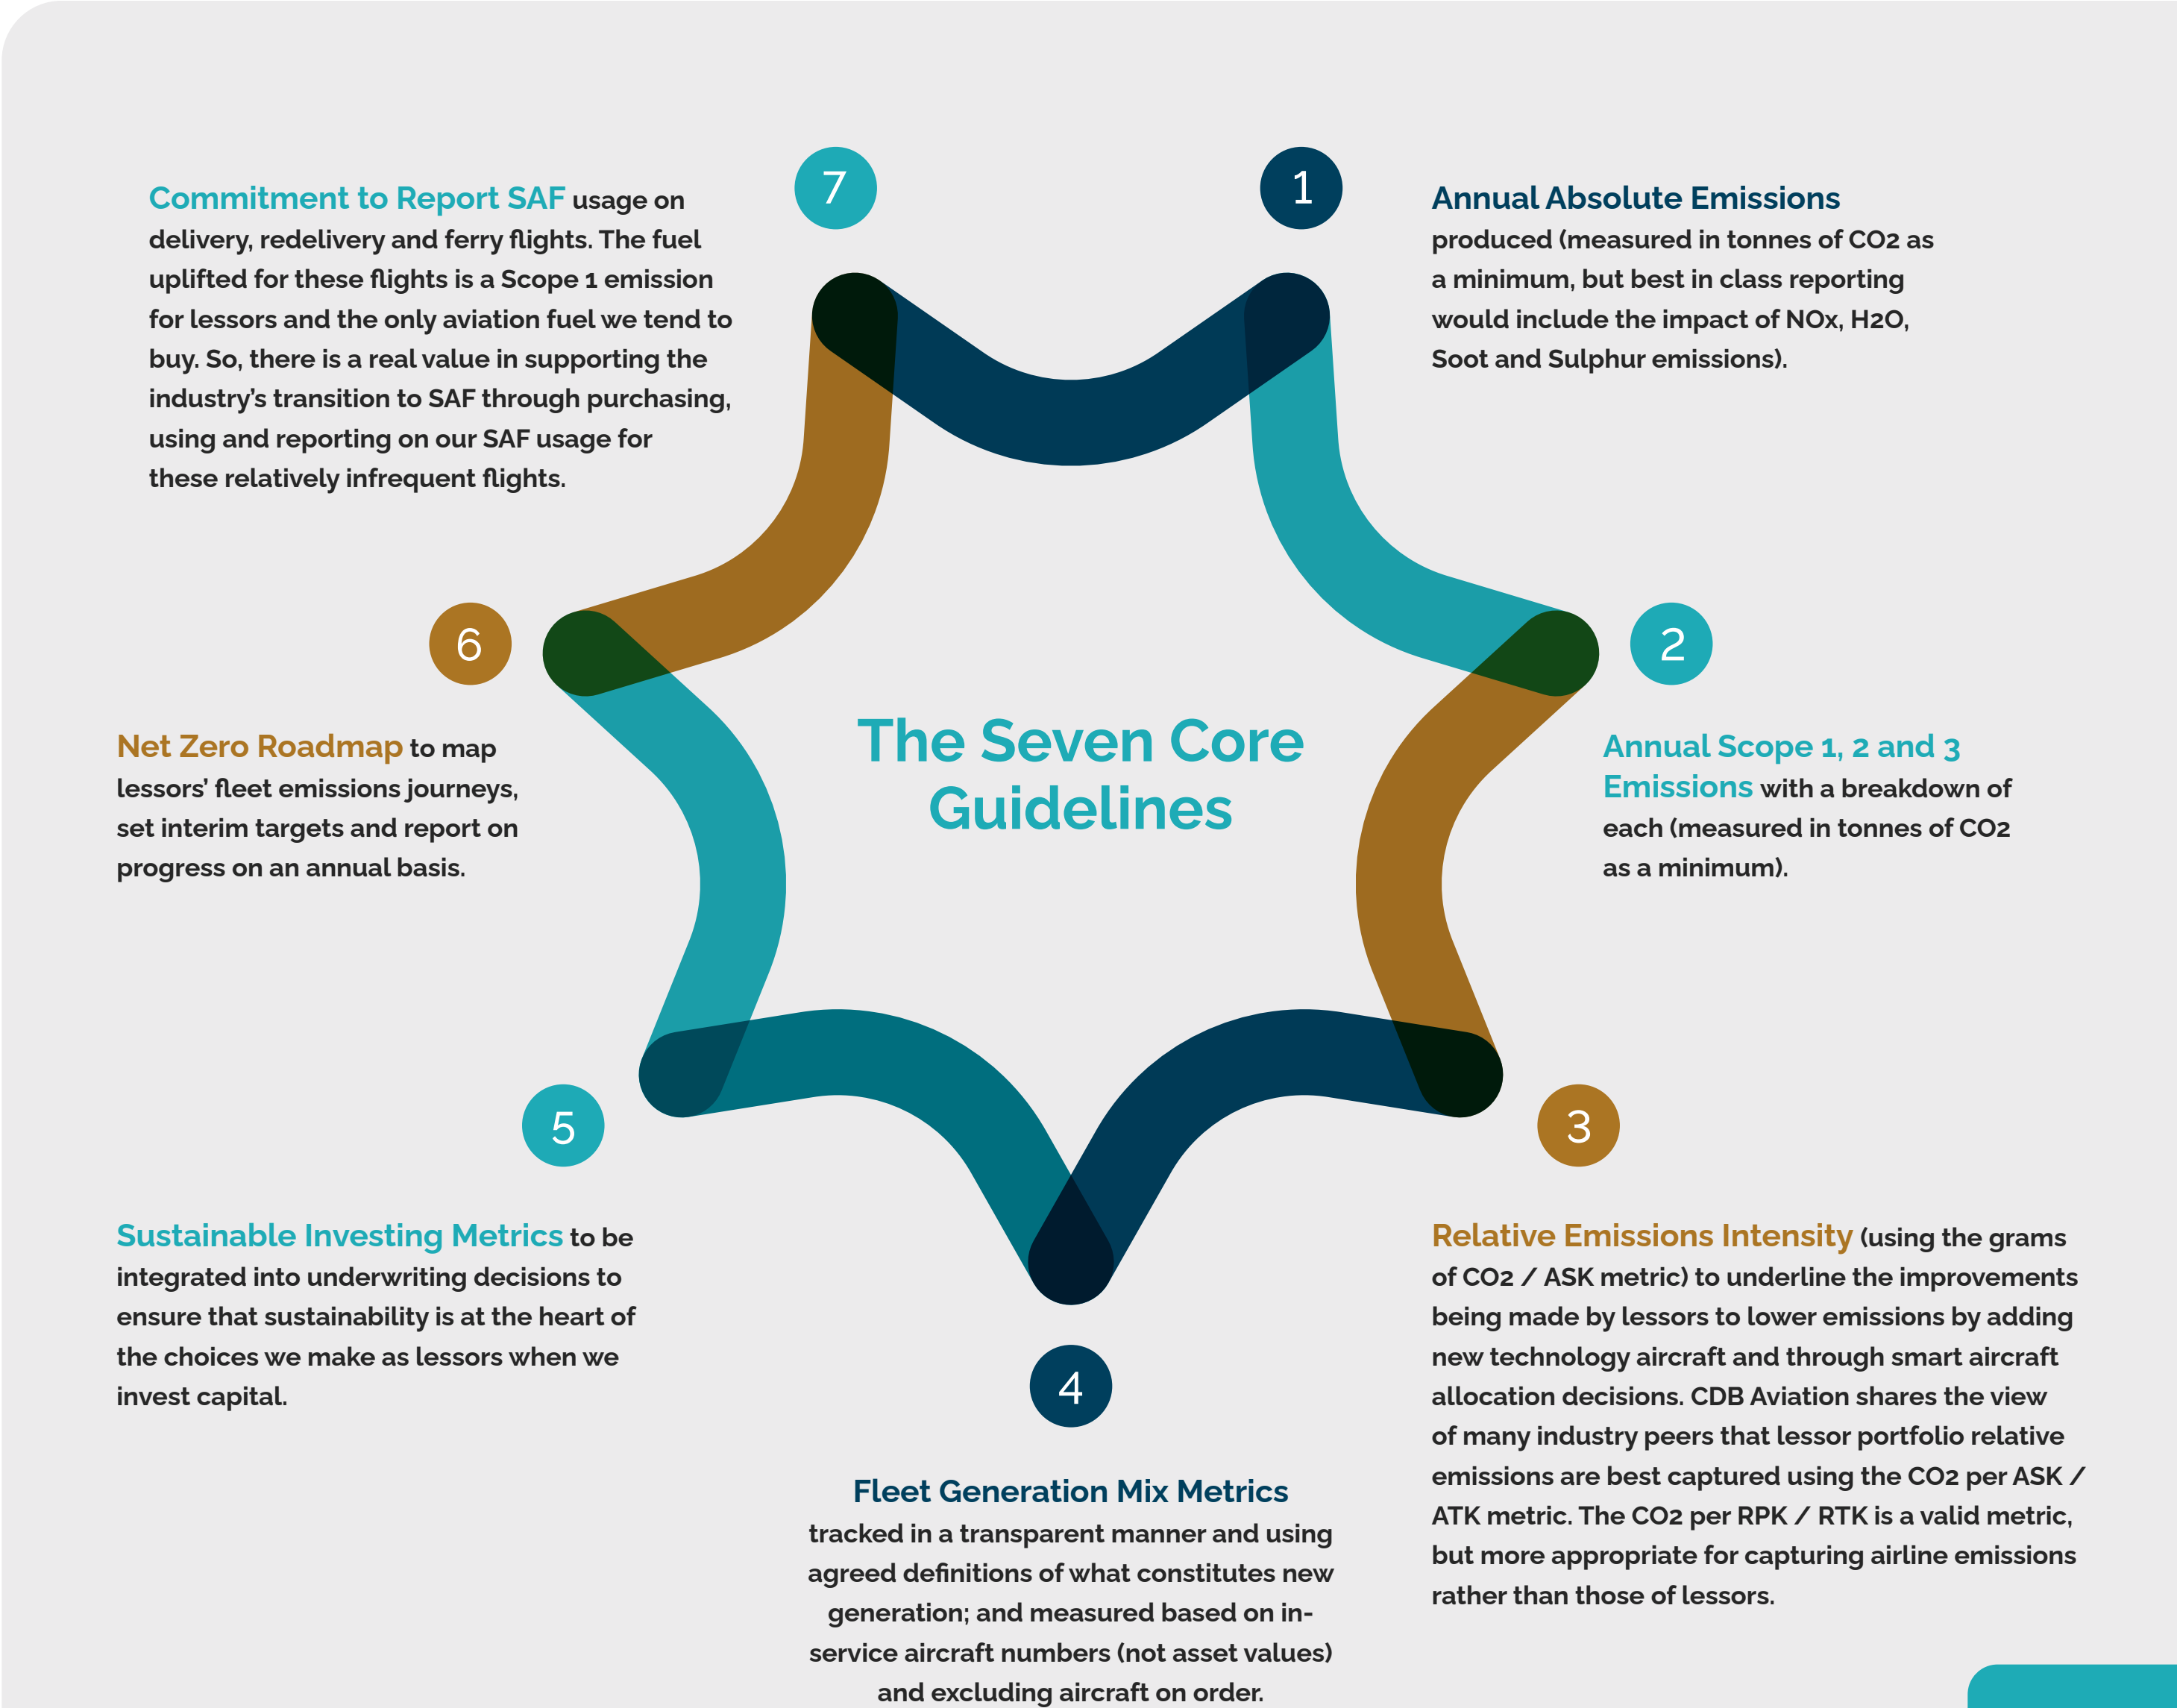 The Seven Core
Guidelines
1
Annual Absolute Emissions
produced (measured in tonnes of CO2 as
a minimum, but best in class reporting
would include the impact of NOx, H2O,
Soot and Sulphur emissions).
2
Annual Scope 1, 2 and 3
Emissions with a breakdown of
each (measured in tonnes of CO2
as a minimum).
3
Relative Emissions Intensity (using the grams
of CO2 / ASK metric) to underline the improvements
being made by lessors to lower emissions by adding
new technology aircraft and through smart aircraft
allocation decisions. CDB Aviation shares the view
of many industry peers that lessor portfolio relative
emissions are best captured using the CO2 per ASK /
ATK metric. The CO2 per RPK / RTK is a valid metric,
but more appropriate for capturing airline emissions
rather than those of lessors.
4
Fleet Generation Mix Metrics
tracked in a transparent manner and using
agreed definitions of what constitutes new
generation; and measured based on in-
service aircraft numbers (not asset values)
and excluding aircraft on order.
5
Sustainable Investing Metrics to be
integrated into underwriting decisions to
ensure that sustainability is at the heart of
the choices we make as lessors when we
invest capital.
6
Net Zero Roadmap to map
lessors’ fleet emissions journeys,
set interim targets and report on
progress on an annual basis.
7
Commitment to Report SAF usage on
delivery, redelivery and ferry flights. The fuel
uplifted for these flights is a Scope 1 emission
for lessors and the only aviation fuel we tend to
buy. So, there is a real value in supporting the
industry’s transition to SAF through purchasing,
using and reporting on our SAF usage for
these relatively infrequent flights.